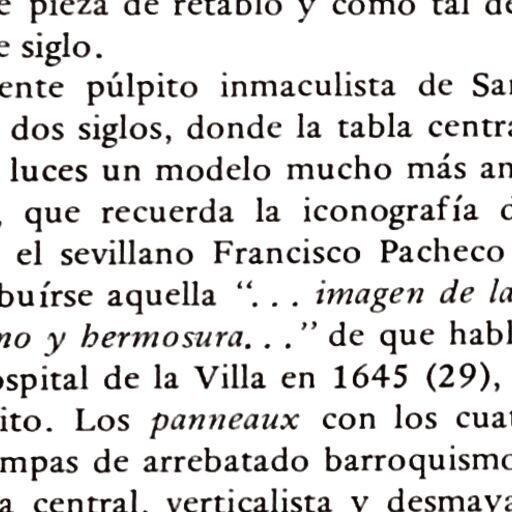 e pieza de retablo y como tal de
e siglo.
ente púlpito inmaculista de San
dos siglos, donde la tabla centra
luces un modelo mucho más an
, que recuerda la iconografía d
el sevillano Francisco Pacheco
buírse aquella “. . . imagen de la
no y hermosura. . .” de que habl
ospital de la Villa en 1645 (29),
ito. Los panneaux con los cuat
mpas de arrebatado barroquismo
a central, verticalista y desmaya